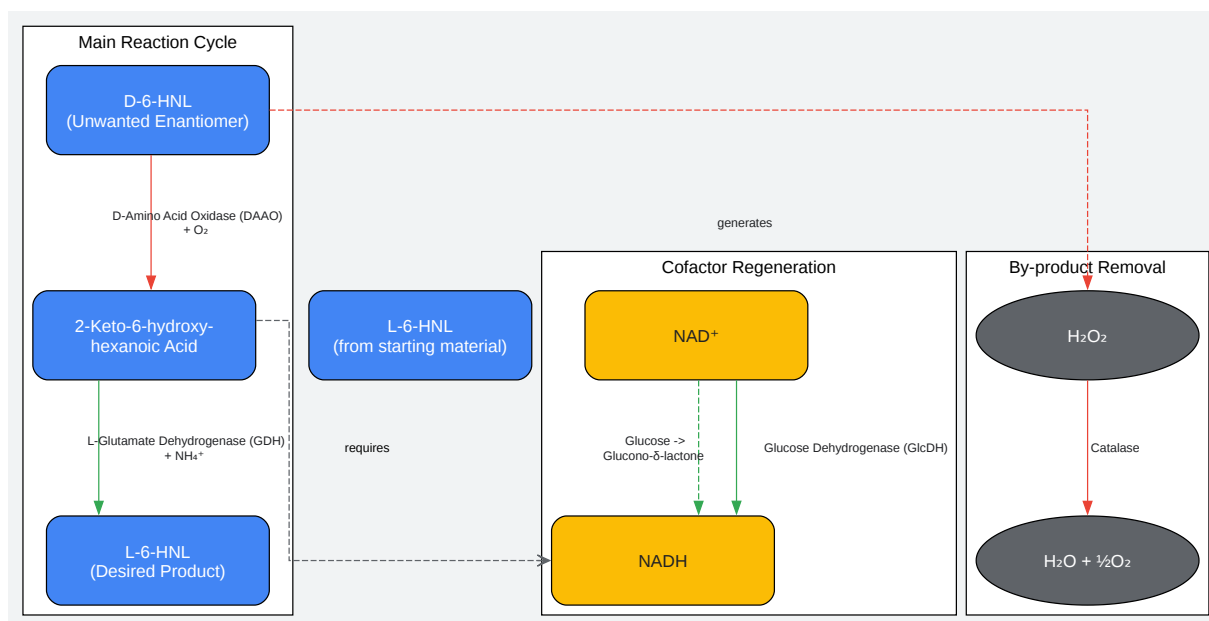 Main Reaction Cycle
D-6-HNL
(Unwanted Enantiomer)
D-Amino Acid Oxidase (DAAO)
+ O₂
generates
Cofactor Regeneration
By-product Removal
2-Keto-6-hydroxy-
hexanoic Acid
L-6-HNL
(from starting material)
NAD⁺
H₂O₂
L-Glutamate Dehydrogenase (GDH)
+ NH₄⁺
requires
Glucose ->
Glucono-δ-lactone
Glucose Dehydrogenase (GlcDH)
Catalase
L-6-HNL
(Desired Product)
NADH
H₂O + ½O₂